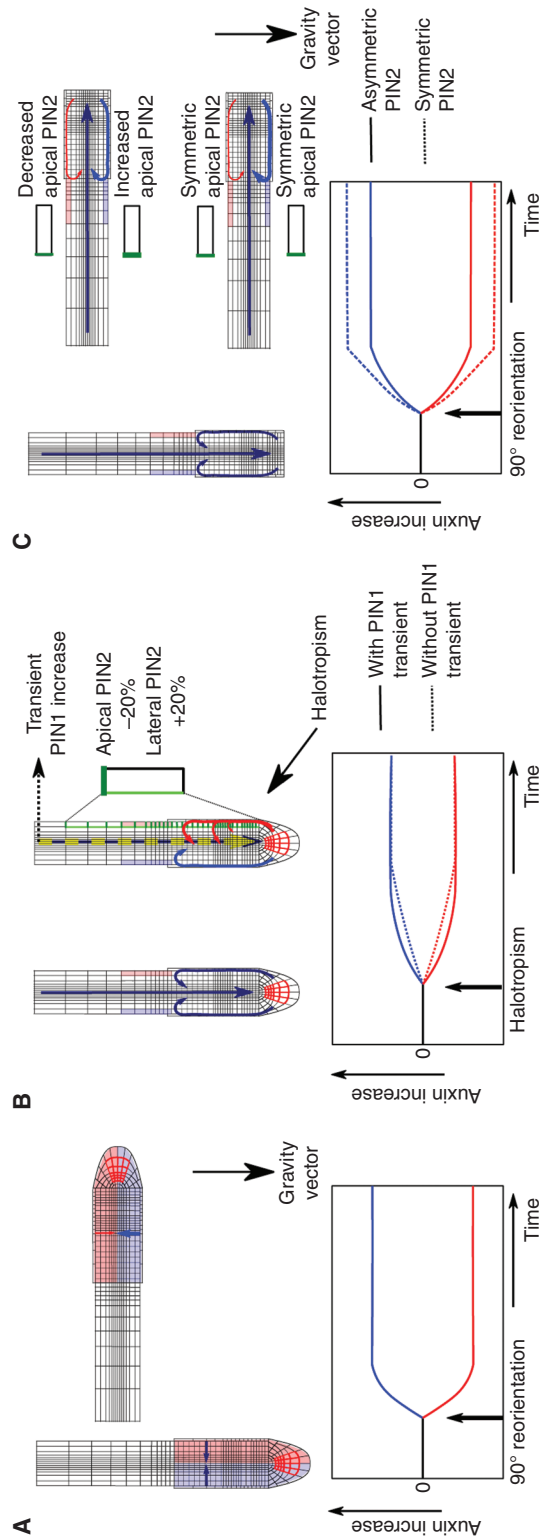 A
Gravity
vector
Auxin increase
0
90° reorientation
Time
B
Transient
PIN1 increase
Apical PIN2
−20%
Lateral PIN2
+20%
Halotropism
Auxin increase
0
Halotropism
Time
With PIN1
transient
Without PIN1
transient
C
Decreased
apical PIN2
Increased
apical PIN2
Symmetric
apical PIN2
Symmetric
apical PIN2
Gravity
vector
Auxin increase
0
90° reorientation
Time
Asymmetric
PIN2
Symmetric
PIN2